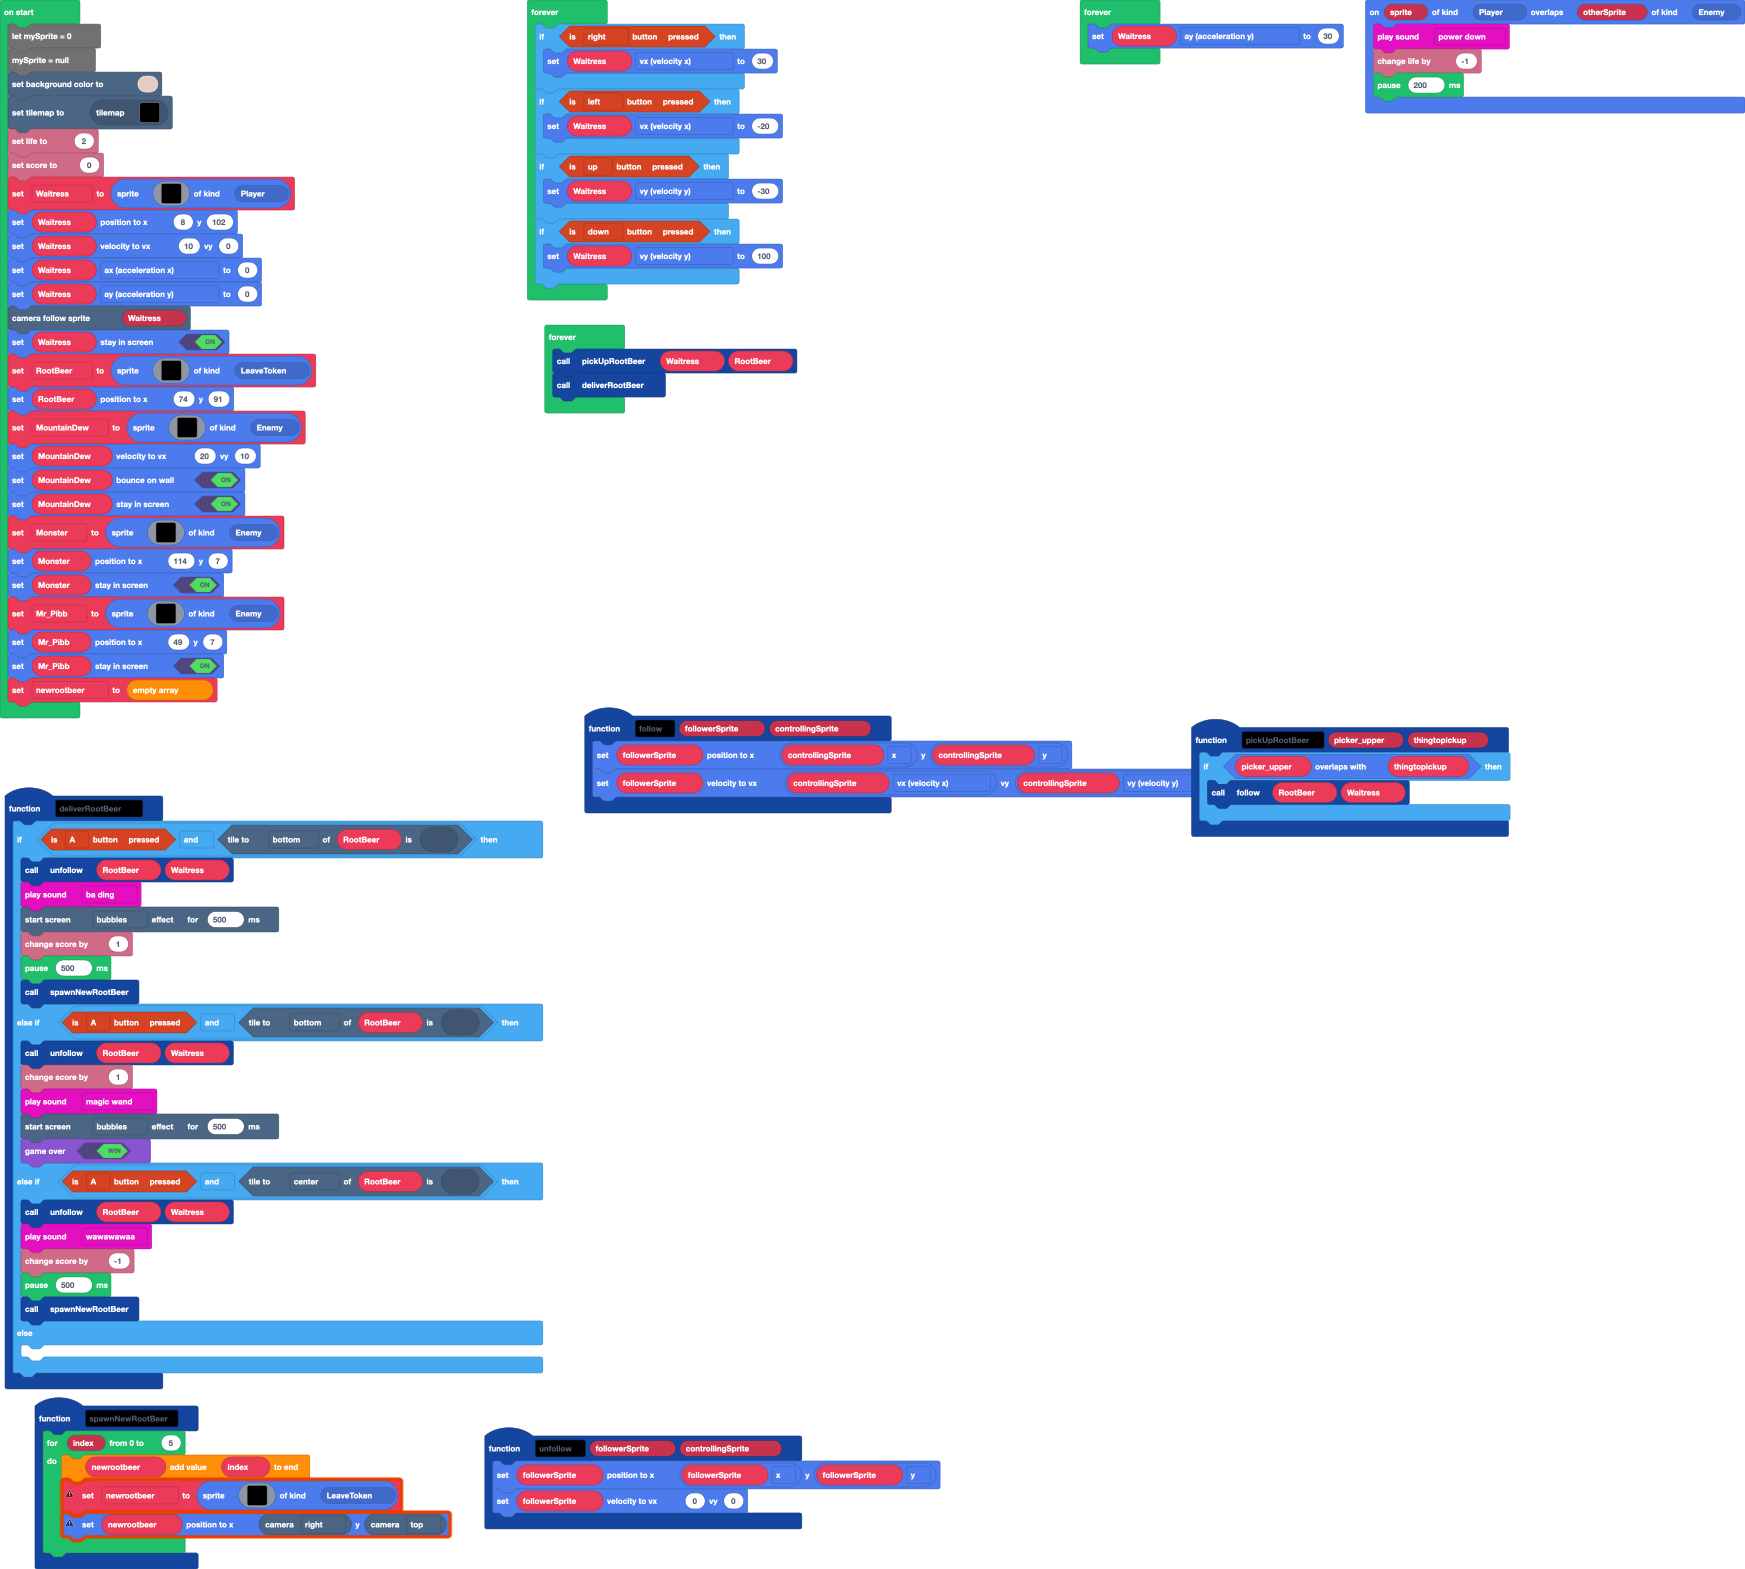 on start
let mySprite = 0
mySprite = null
set background color to
set tilemap to tilemap
set life to 2
set score to 0
set Waitress to sprite of kind Player
set Waitress position to x 8 y 102
set Waitress velocity to vx 10 vy 0
set Waitress ax (acceleration x) to 0
set Waitress ay (acceleration y) to 0
camera follow sprite Waitress
set Waitress stay in screen ON
set RootBeer to sprite of kind LeaveToken
set RootBeer position to x 74 y 91
set MountainDew to sprite of kind Enemy
set MountainDew velocity to vx 20 vy 10
set MountainDew bounce on wall ON
set MountainDew stay in screen ON
set Monster to sprite of kind Enemy
set Monster position to x 114 y 7
set Monster stay in screen ON
set Mr_Pibb to sprite of kind Enemy
set Mr_Pibb position to x 49 y 7
set Mr_Pibb stay in screen ON
set newrootbeer to empty array
forever
if is right button pressed then
set Waitress vx (velocity x) to 30
if is left button pressed then
set Waitress vx (velocity x) to -20
if is up button pressed then
set Waitress vy (velocity y) to -30
if is down button pressed then
set Waitress vy (velocity y) to 100
forever
call pickUpRootBeer Waitress RootBeer
call deliverRootBeer
forever
set Waitress ay (acceleration y) to 30
on sprite of kind Player overlaps otherSprite of kind Enemy
play sound power down
change life by -1
pause 200 ms
function follow followerSprite controllingSprite
set followerSprite position to x controllingSprite x y controllingSprite y
set followerSprite velocity to vx controllingSprite vx (velocity x) vy controllingSprite vy (velocity y)
function pickUpRootBeer picker_upper thingtopickup
if picker_upper overlaps with thingtopickup then
call follow RootBeer Waitress
function deliverRootBeer
if is A button pressed and tile to bottom of RootBeer is then
call unfollow RootBeer Waitress
play sound ba ding
start screen bubbles effect for 500 ms
change score by 1
pause 500 ms
call spawnNewRootBeer
else if is A button pressed and tile to bottom of RootBeer is then
call unfollow RootBeer Waitress
change score by 1
play sound magic wand
start screen bubbles effect for 500 ms
game over WIN
else if is A button pressed and tile to center of RootBeer is then
call unfollow RootBeer Waitress
play sound wawawawaa
change score by -1
pause 500 ms
call spawnNewRootBeer
else
function spawnNewRootBeer
for index from 0 to 5
do newrootbeer add value index to end
set newrootbeer to sprite of kind LeaveToken
set newrootbeer position to x camera right y camera top
function unfollow followerSprite controllingSprite
set followerSprite position to x followerSprite x y followerSprite y
set followerSprite velocity to vx 0 vy 0